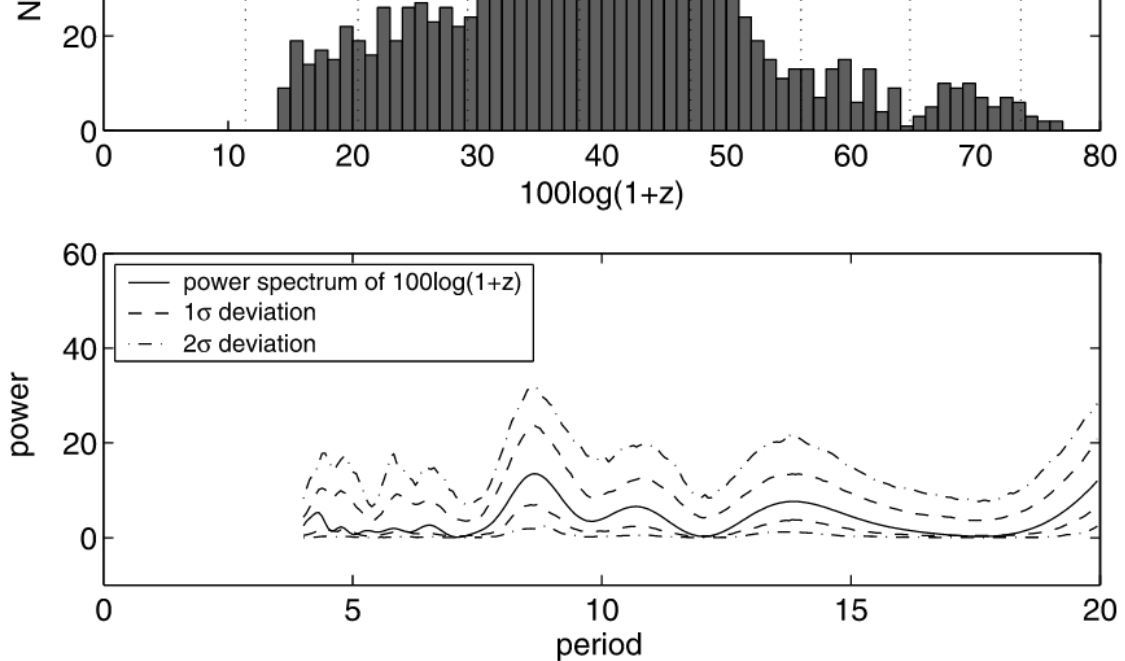 N
20
0
0 10 20 30 40 50 60 70 80
100log(1+z)
60
power spectrum of 100log(1+z)
1σ deviation
40
2σ deviation
power
20
0
0 5 10 15 20
period